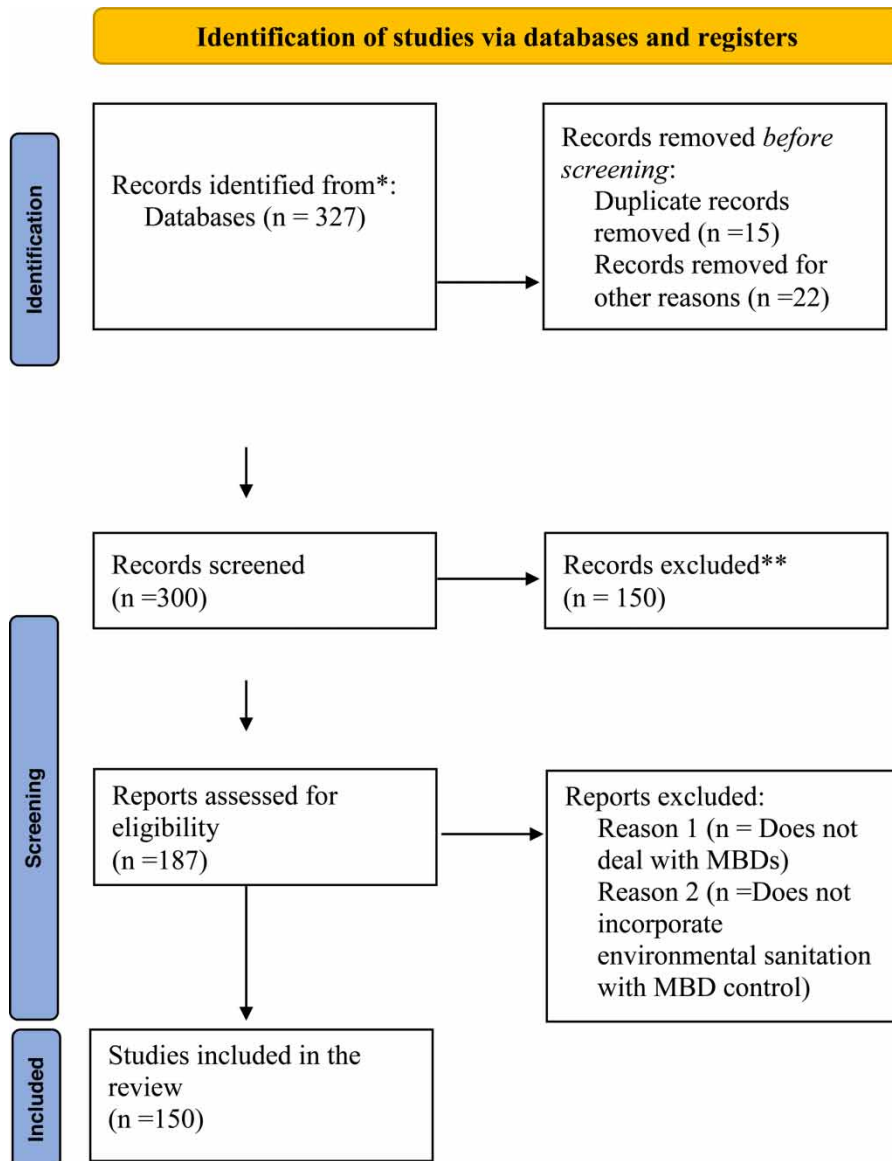 Identification of studies via databases and registers
Identification
Records identified from*:
Databases (n = 327)
Records removed before
screening:
Duplicate records
removed (n =15)
Records removed for
other reasons (n =22)
Records screened
(n =300)
Records excluded**
(n = 150)
Screening
Reports assessed for
eligibility
(n =187)
Reports excluded:
Reason 1 (n = Does not
deal with MBDs)
Reason 2 (n =Does not
incorporate
environmental sanitation
with MBD control)
Included
Studies included in the
review
(n =150)